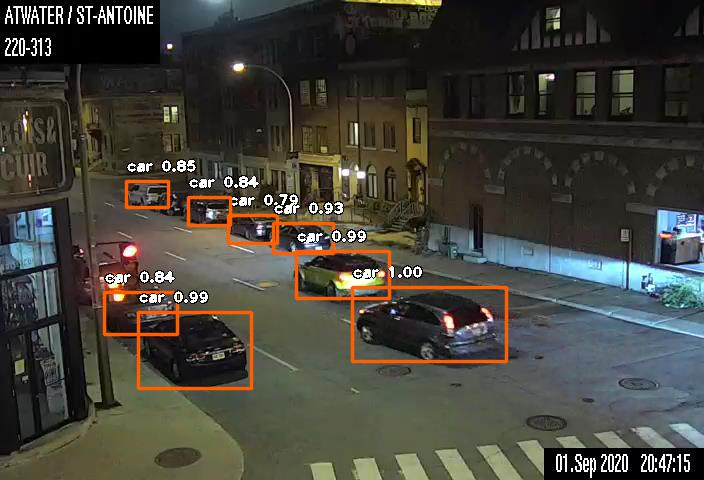 ATWATER / ST-ANTOINE
220-313
car 0.85
car 0.84
car 0.79
car 0.93
car 0.99
car 1.00
car 0.84
car 0.99
CUIR
01.Sep 2020 20:47:15